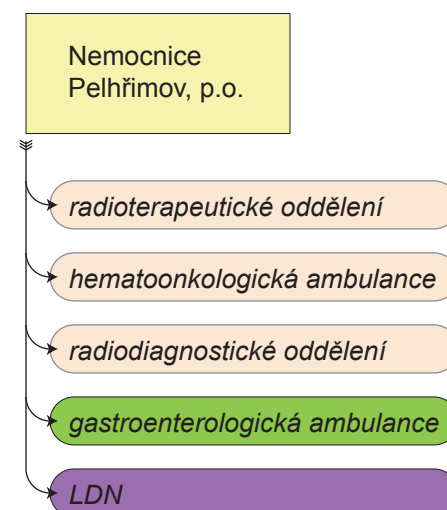 Nemocnice
Pelhřimov, p.o.
radioterapeutické oddělení
hematoonkologická ambulance
radiodiagnostické oddělení
gastroenterologická ambulance
LDN